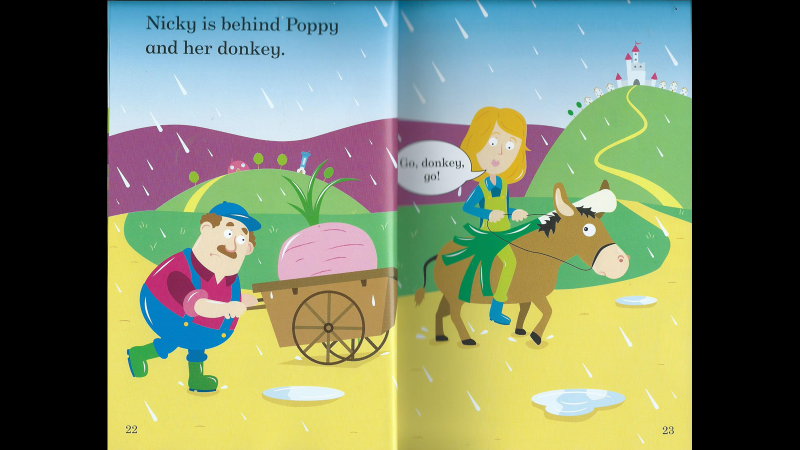 Nicky is behind Poppy
and her donkey.
Go, donkey,
go!
22
23